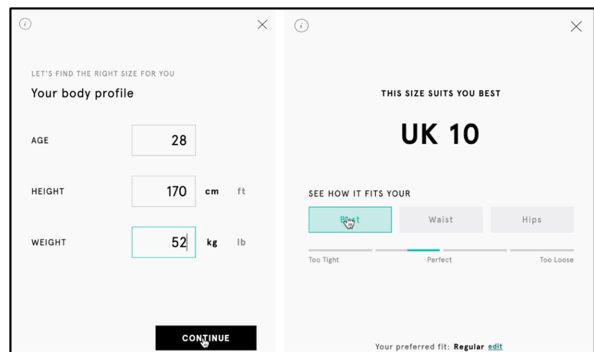 LET'S FIND THE RIGHT SIZE FOR YOU
Your body profile
AGE 28
HEIGHT 170 cm ft
WEIGHT 52 kg lb
CONTINUE
THIS SIZE SUITS YOU BEST
UK 10
SEE HOW IT FITS YOUR
Bust Waist Hips
Too Tight Perfect Too Loose
Your preferred fit: Regular edit